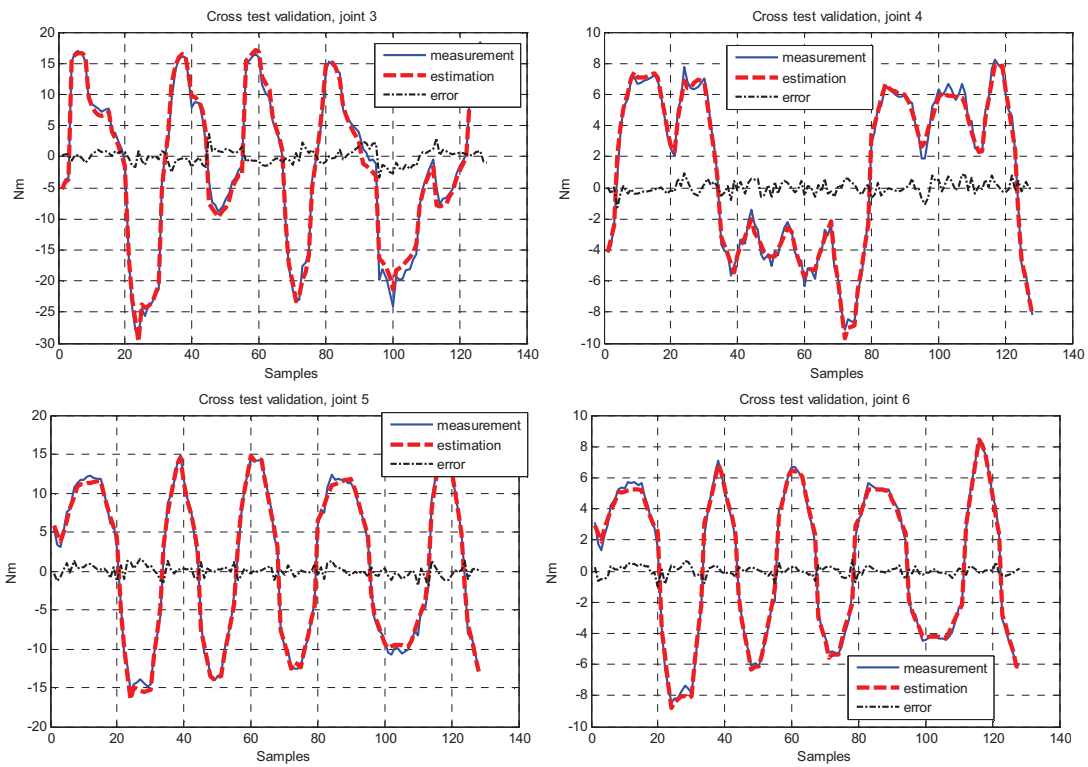 Cross test validation, joint 3
20
15
10
5
0
-5
-10
-15
-20
-25
-30
Nm
0 20 40 60 80 100 120 140
Samples
measurement
estimation
error
Cross test validation, joint 4
10
8
6
4
2
0
-2
-4
-6
-8
-10
0 20 40 60 80 100 120 140
Samples
measurement
estimation
error
Cross test validation, joint 5
20
15
10
5
0
-5
-10
-15
-20
Nm
0 20 40 60 80 100 120 140
Samples
measurement
estimation
error
Cross test validation, joint 6
10
8
6
4
2
0
-2
-4
-6
-8
-10
Nm
0 20 40 60 80 100 120 140
Samples
measurement
estimation
error